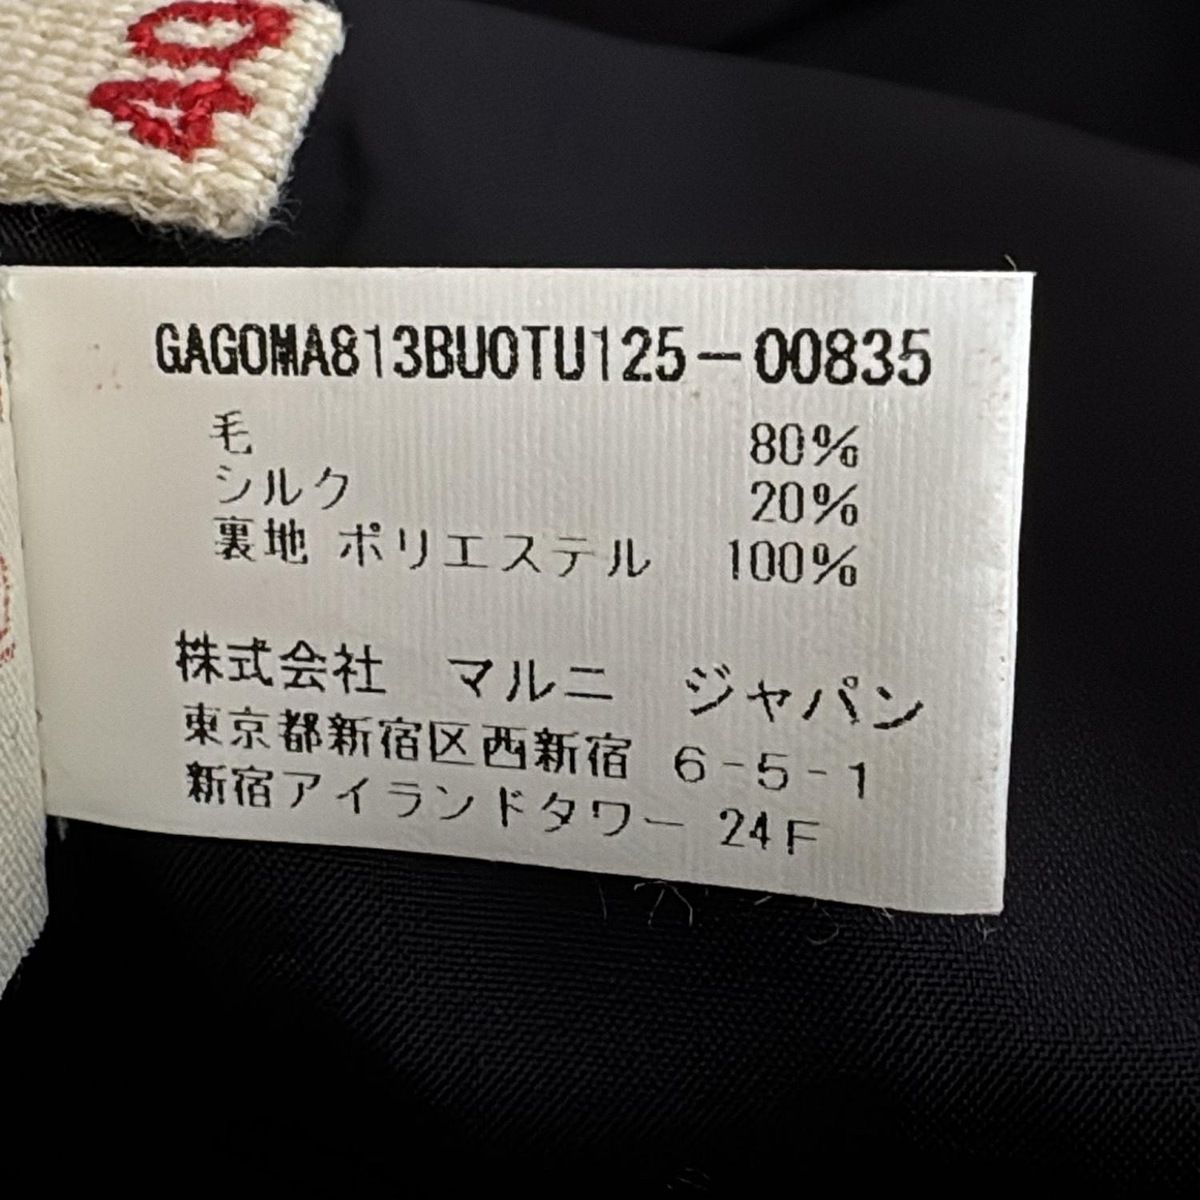 40
GAGOMA813BU0TU125-00835
毛 80%
シルク 20%
裏地 ポリエステル 100%
株式会社 マルニ ジャパン
東京都新宿区西新宿 6-5-1
新宿アイランドタワー 24F